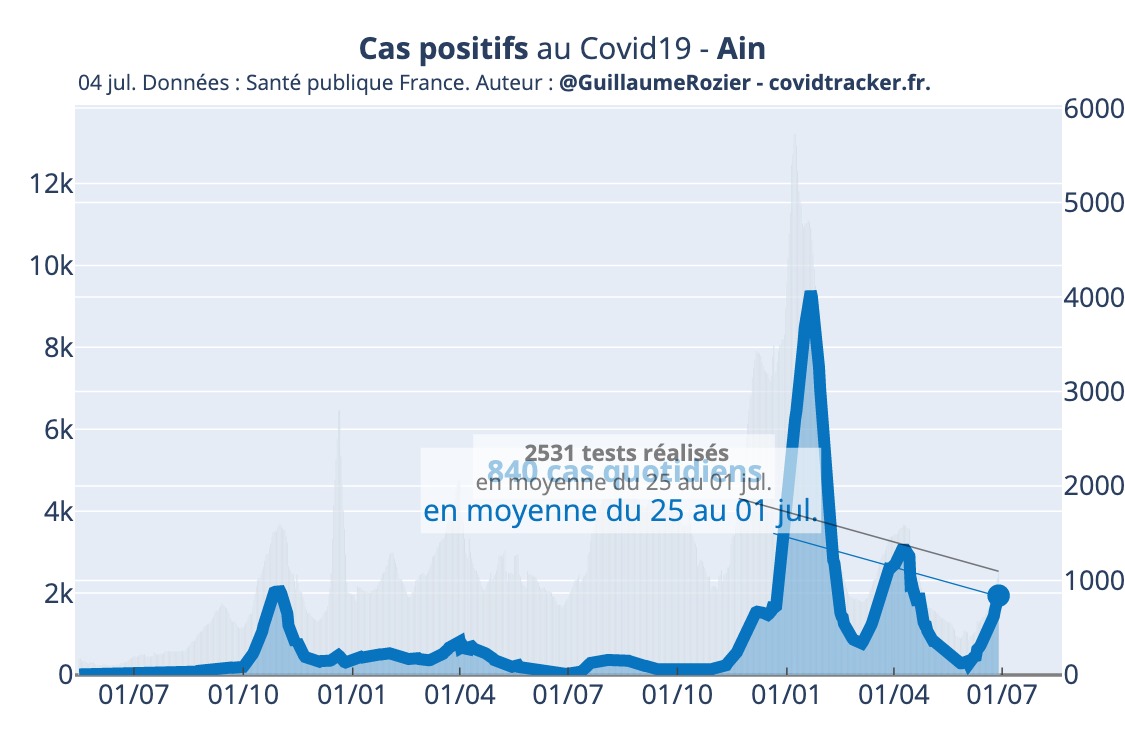 Cas positifs au Covid19 - Ain
04 jul. Données : Santé publique France. Auteur : @GuillaumeRozier - covidtracker.fr.
6000
12k
5000
10k
4000
8k
3000
6k
2531 tests réalisés
840 cas quotidiens
en moyenne du 25 au 01 jul.
2000
4k
en moyenne du 25 au 01 jul.
1000
2k
0
0
01/07 01/10 01/01 01/04 01/07 01/10 01/01 01/04 01/07